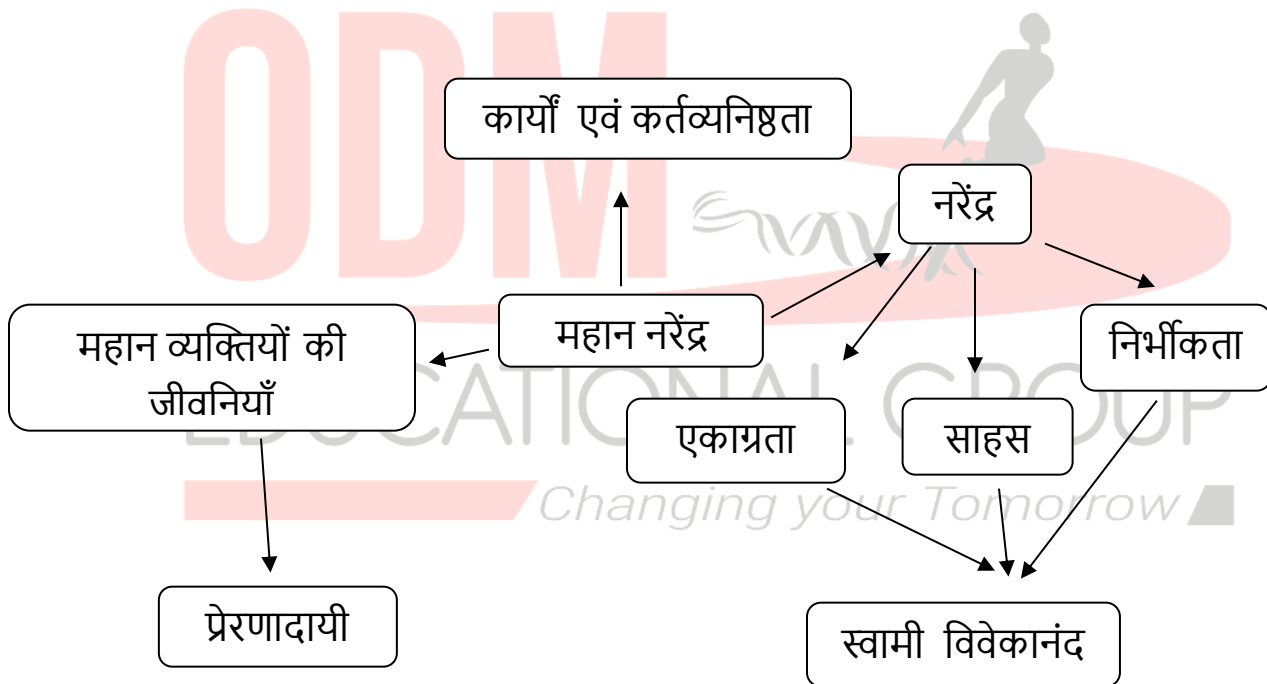 ODM
कार्यों एवं कर्तव्यनिष्ठता
नरेंद्र
महान नरेंद्र
महान व्यक्तियों की
जीवनियाँ
निर्भीकता
EDUCATIONAL GROUP
एकाग्रता
साहस
Changing your Tomorrow
प्रेरणादायी
स्वामी विवेकानंद